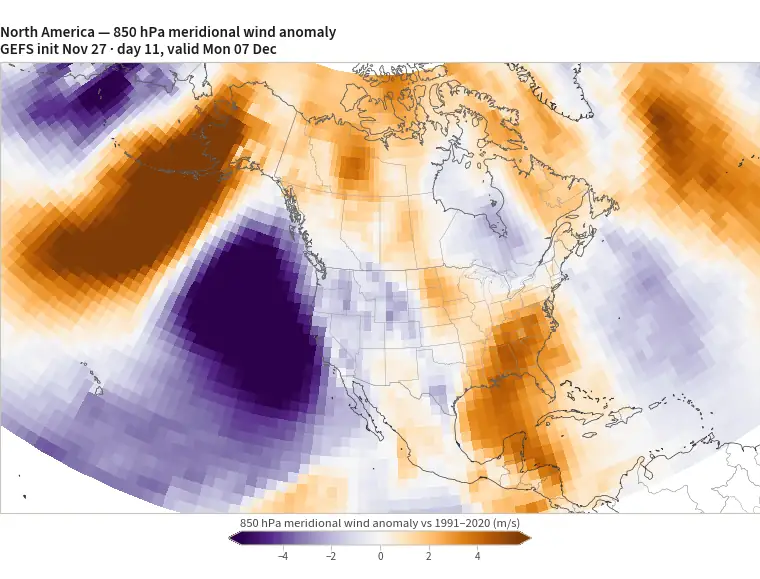 North America — 850 hPa meridional wind anomaly
GEFS init Nov 27 · day 11, valid Mon 07 Dec
850 hPa meridional wind anomaly vs 1991–2020 (m/s)
−4 −2 0 2 4